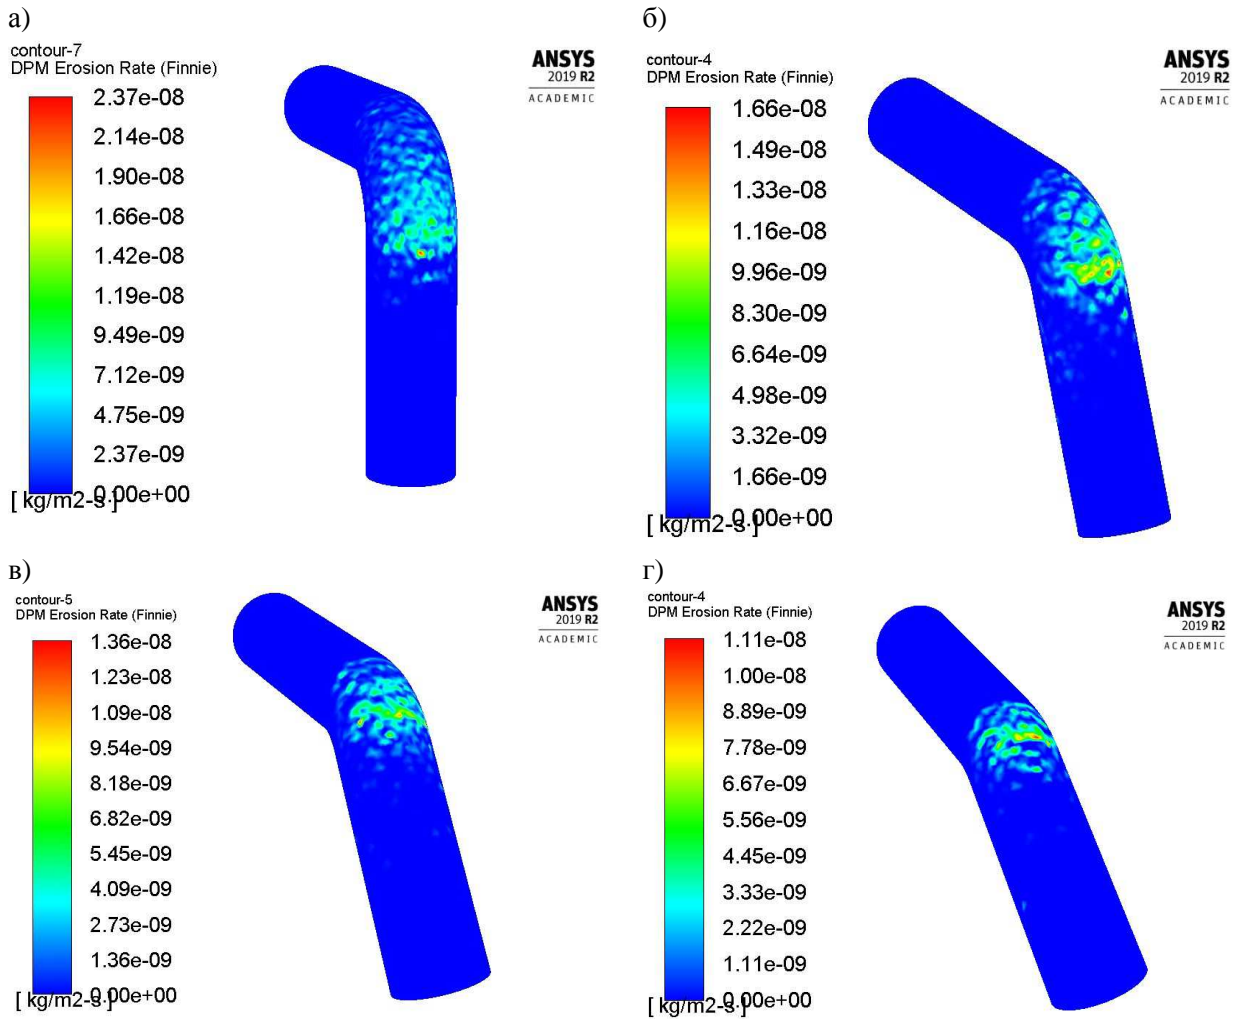 а)
contour-7
DPM Erosion Rate (Finnie)
2.37e-08
2.14e-08
1.90e-08
1.66e-08
1.42e-08
1.19e-08
9.49e-09
7.12e-09
4.75e-09
2.37e-09
0.00e+00
[ kg/m2-s ]
ANSYS
2019 R2
ACADEMIC
б)
contour-4
DPM Erosion Rate (Finnie)
1.66e-08
1.49e-08
1.33e-08
1.16e-08
9.96e-09
8.30e-09
6.64e-09
4.98e-09
3.32e-09
1.66e-09
0.00e+00
[ kg/m2-s ]
ANSYS
2019 R2
ACADEMIC
в)
contour-5
DPM Erosion Rate (Finnie)
1.36e-08
1.23e-08
1.09e-08
9.54e-09
8.18e-09
6.82e-09
5.45e-09
4.09e-09
2.73e-09
1.36e-09
0.00e+00
[ kg/m2-s ]
ANSYS
2019 R2
ACADEMIC
г)
contour-4
DPM Erosion Rate (Finnie)
1.11e-08
1.00e-08
8.89e-09
7.78e-09
6.67e-09
5.56e-09
4.45e-09
3.33e-09
2.22e-09
1.11e-09
0.00e+00
[ kg/m2-s ]
ANSYS
2019 R2
ACADEMIC